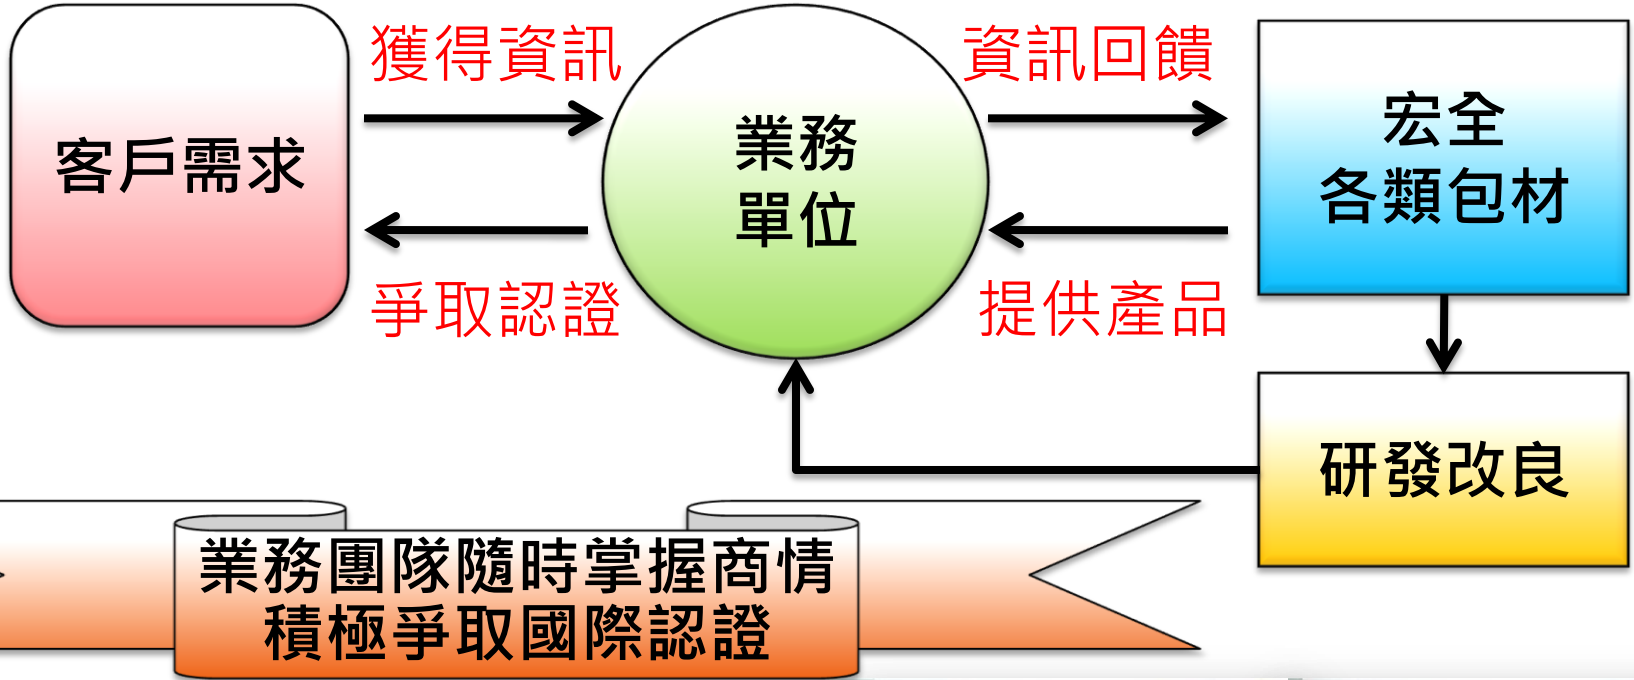 獲得資訊
資訊回饋
客戶需求
業務
單位
宏全
各類包材
爭取認證
提供產品
研發改良
業務團隊隨時掌握商情
積極爭取國際認證